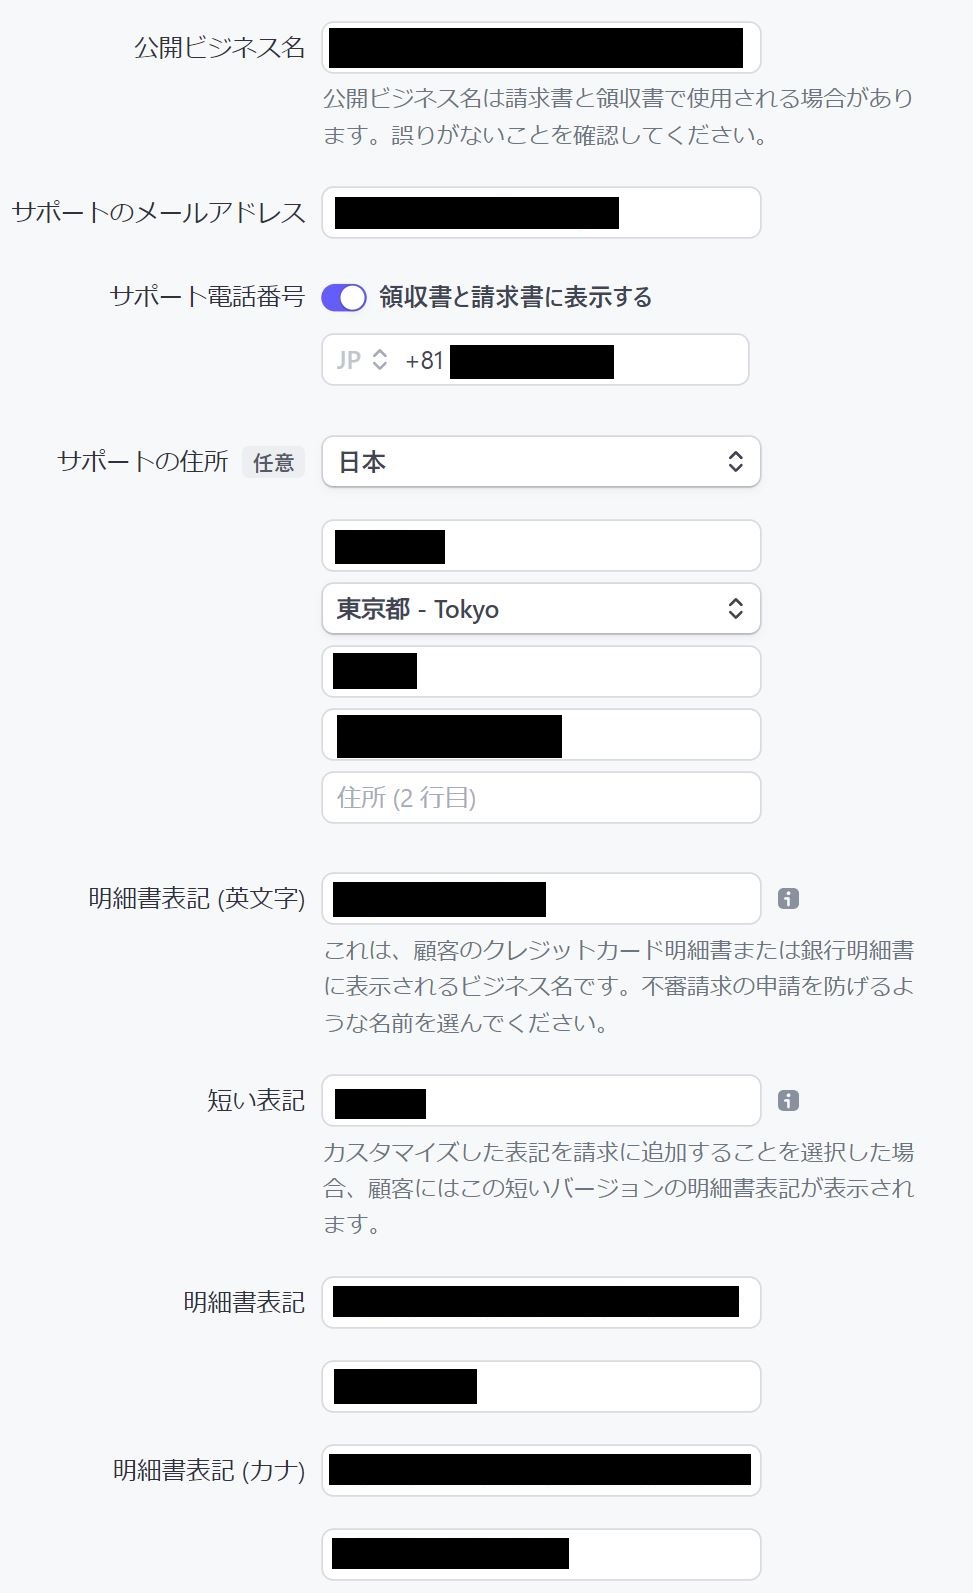 公開ビジネス名
公開ビジネス名は請求書と領収書で使用される場合があり
ます。誤りがないことを確認してください。
サポートのメールアドレス
サポート電話番号 領収書と請求書に表示する
JP +81
サポートの住所 任意 日本
東京都 - Tokyo
住所 (2 行目)
明細書表記 (英文字)
これは、顧客のクレジットカード明細書または銀行明細書
に表示されるビジネス名です。不審請求の申請を防げるよ
うな名前を選んでください。
短い表記
カスタマイズした表記を請求に追加することを選択した場
合、顧客にはこの短いバージョンの明細書表記が表示され
ます。
明細書表記
明細書表記 (カナ)